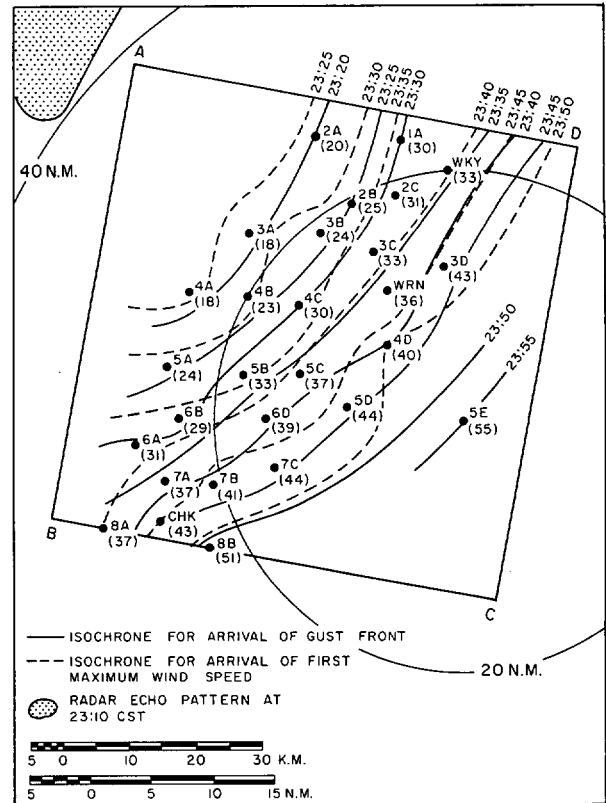 A
23:25
23:20
23:30
23:25
23:35
23:30
23:40
23:35
23:45
23:40
23:45
23:50
D
40 N.M.
2A
(20)
1A
(30)
WKY
(33)
2B
(25)
2C
(31)
3A
(18)
3B
(24)
3C
(33)
3D
(43)
4A
(18)
4B
(23)
4C
(30)
WRN
(36)
4D
(40)
23:50
23:55
5A
(24)
5B
(33)
5C
(37)
5D
(44)
5E
(55)
6B
(29)
6D
(39)
6A
(31)
7A
(37)
7B
(41)
7C
(44)
B
8A
(37)
CHK
(43)
8B
(51)
C
20 N.M.
ISOCHRONE FOR ARRIVAL OF GUST FRONT
ISOCHRONE FOR ARRIVAL OF FIRST
MAXIMUM WIND SPEED
RADAR ECHO PATTERN AT
23:10 CST
5 0 10 20 30 K.M.
5 0 5 10 15 N.M.